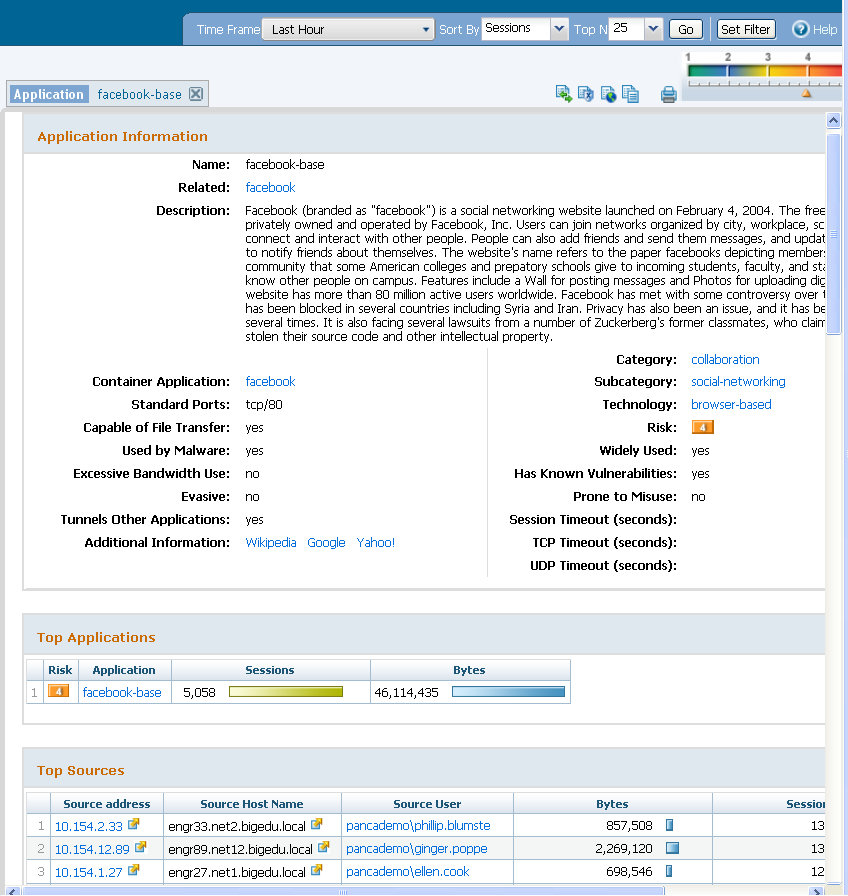 Time Frame Last Hour Sort By Sessions Top N 25 Go Set Filter Help
1 2 3 4
Application facebook-base
Application Information
Name: facebook-base
Related: facebook
Description: Facebook (branded as "facebook") is a social networking website launched on February 4, 2004. The free
privately owned and operated by Facebook, Inc. Users can join networks organized by city, workplace, sc
connect and interact with other people. People can also add friends and send them messages, and updat
to notify friends about themselves. The website's name refers to the paper facebooks depicting members
community that some American colleges and prepatory schools give to incoming students, faculty, and sta
know other people on campus. Features include a Wall for posting messages and Photos for uploading dig
website has more than 80 million active users worldwide. Facebook has met with some controversy over t
has been blocked in several countries including Syria and Iran. Privacy has also been an issue, and it has be
several times. It is also facing several lawsuits from a number of Zuckerberg's former classmates, who claim
stolen their source code and other intellectual property.
Category: collaboration
Container Application: facebook Subcategory: social-networking
Standard Ports: tcp/80 Technology: browser-based
Capable of File Transfer: yes Risk: 4
Used by Malware: yes Widely Used: yes
Excessive Bandwidth Use: no Has Known Vulnerabilities: yes
Evasive: no Prone to Misuse: no
Tunnels Other Applications: yes Session Timeout (seconds):
Additional Information: Wikipedia Google Yahoo! TCP Timeout (seconds):
UDP Timeout (seconds):
Top Applications
Risk Application Sessions Bytes
1 4 facebook-base 5,058 46,114,435
Top Sources
Source address Source Host Name Source User Bytes Session
1 10.154.2.33 engr33.net2.bigedu.local pancademo\phillip.blumste 857,508 13
2 10.154.12.89 engr89.net12.bigedu.local pancademo\ginger.poppe 2,269,120 13
3 10.154.1.27 engr27.net1.bigedu.local pancademo\ellen.cook 698,546 12